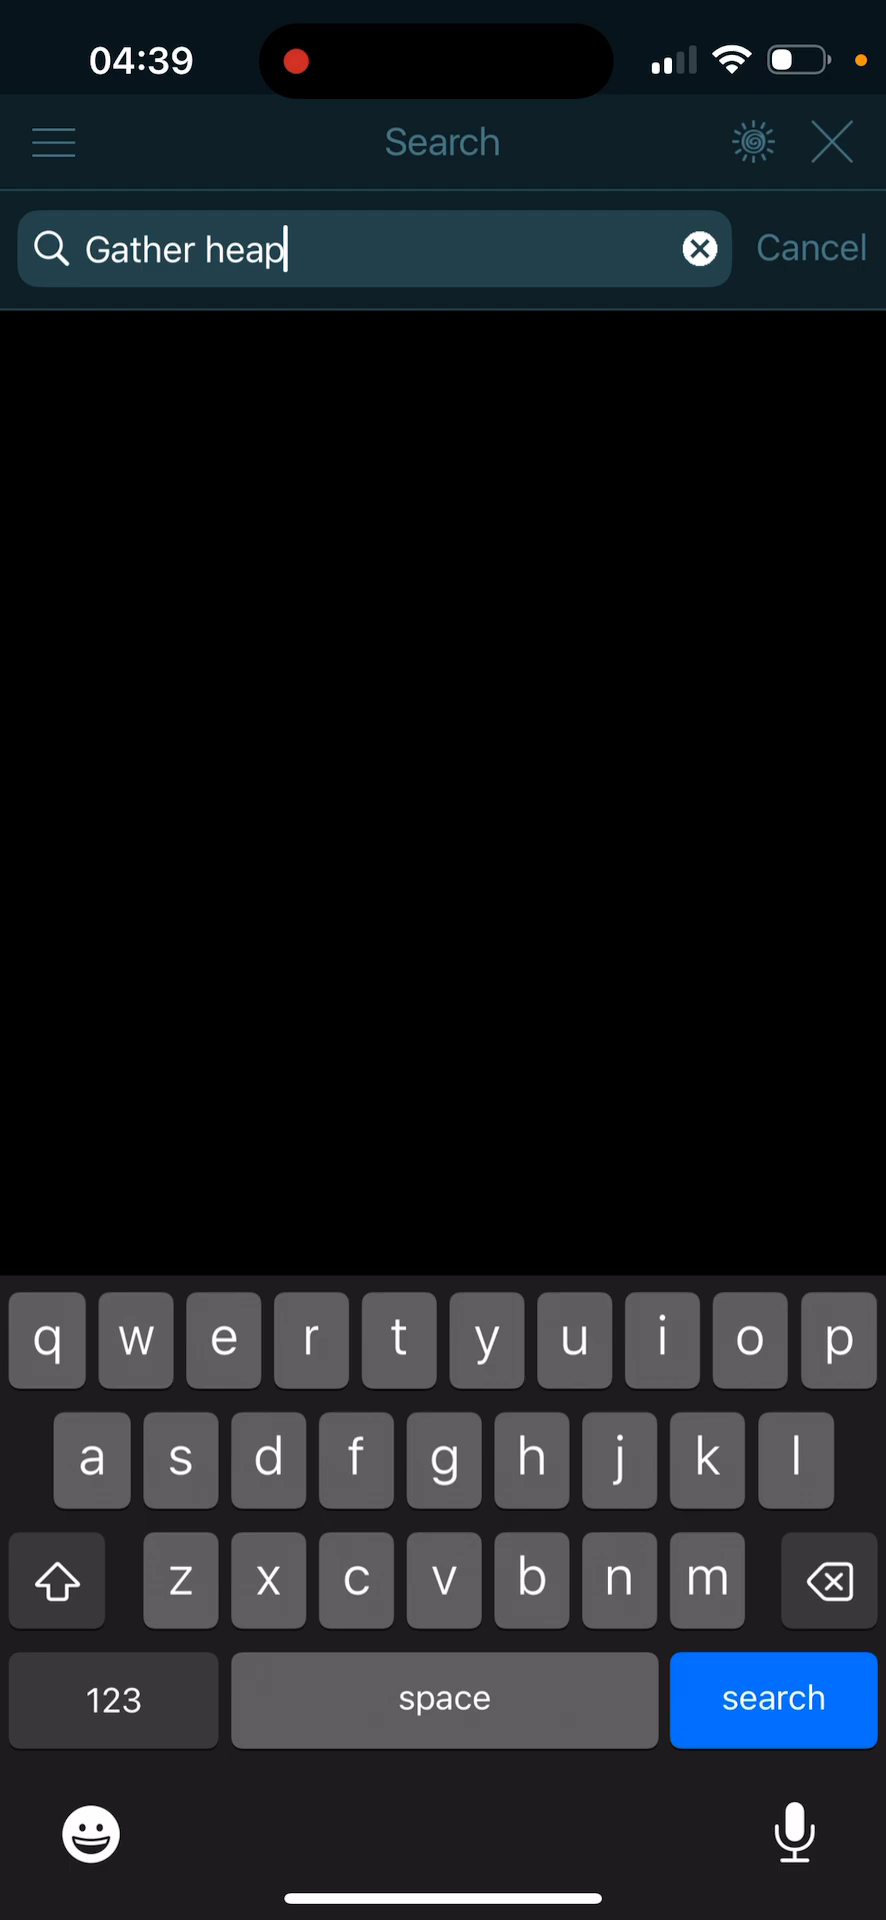 04:39
Search
Gather heap
Cancel
q w e r t y u i o p
a s d f g h j k l
z x c v b n m
123 space search